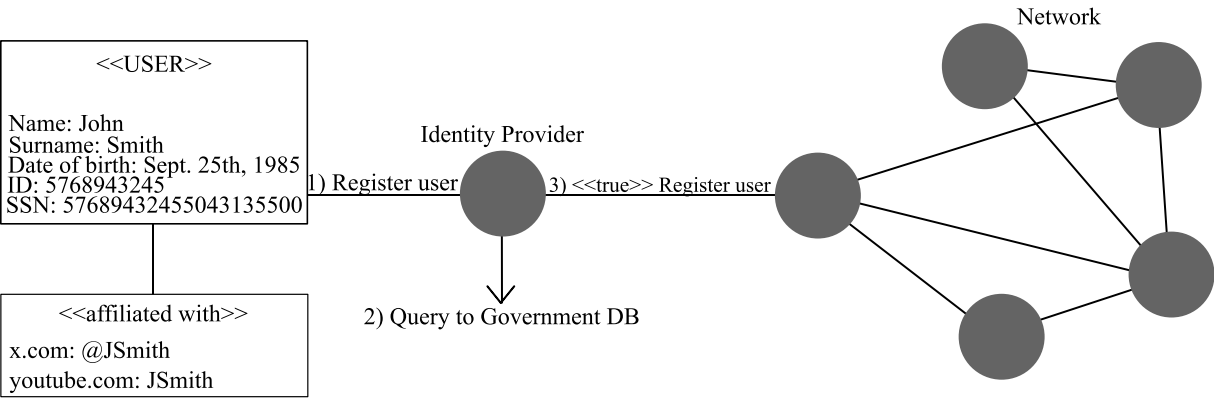 <<USER>>
Name: John
Surname: Smith
Date of birth: Sept. 25th, 1985
ID: 5768943245
SSN: 57689432455043135500
<<affiliated with>>
x.com: @JSmith
youtube.com: JSmith
1) Register user
Identity Provider
2) Query to Government DB
3) <<true>> Register user
Network